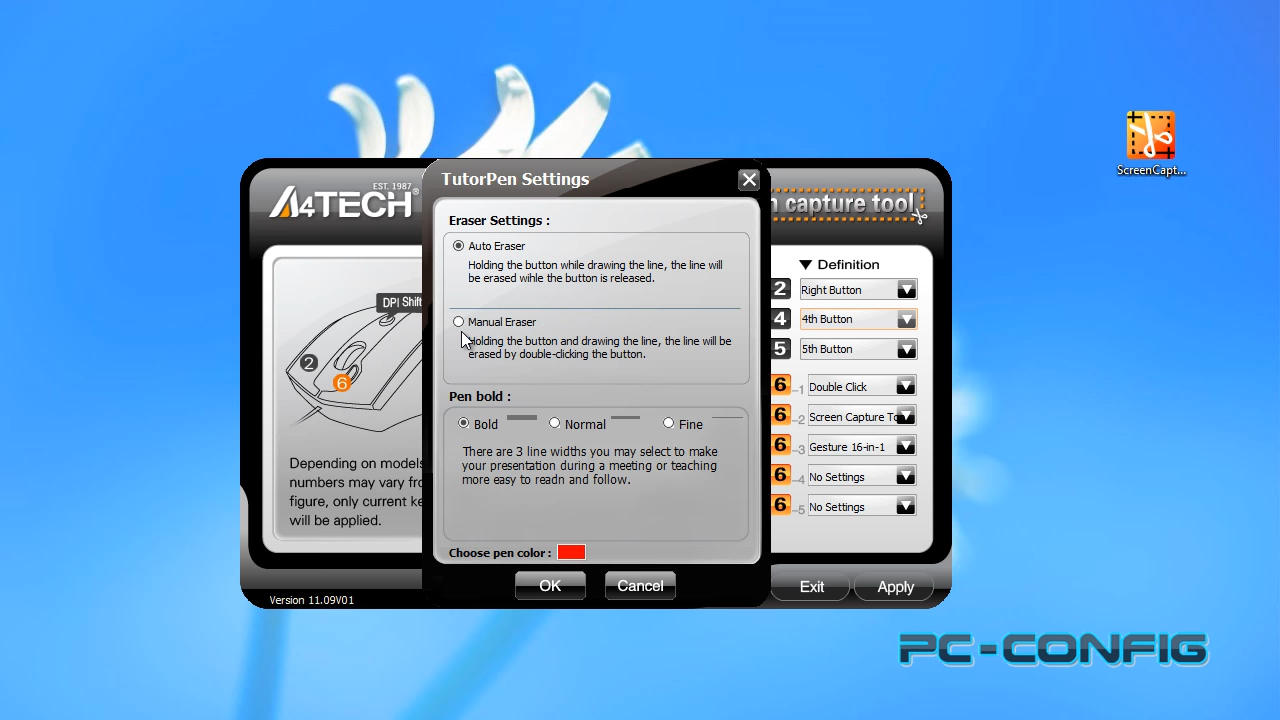 ScreenCapt...
EST. 1987
A4TECH®
TutorPen Settings
n capture tool
Eraser Settings :
Auto Eraser
Holding the button while drawing the line, the line will
be erased wihle the button is released.
Manual Eraser
Holding the button and drawing the line, the line will be
erased by double-clicking the button.
Pen bold :
Bold
Normal
Fine
There are 3 line widths you may select to make
your presentation during a meeting or teaching
more easy to readn and follow.
Choose pen color :
OK
Cancel
DPI Shift
2
6
Depending on models
numbers may vary fro
figure, only current ke
will be applied.
Version 11.09V01
▼ Definition
2 Right Button
4 4th Button
5 5th Button
6-1 Double Click
6-2 Screen Capture To
6-3 Gesture 16-in-1
6-4 No Settings
6-5 No Settings
Exit
Apply
PC-CONFIG